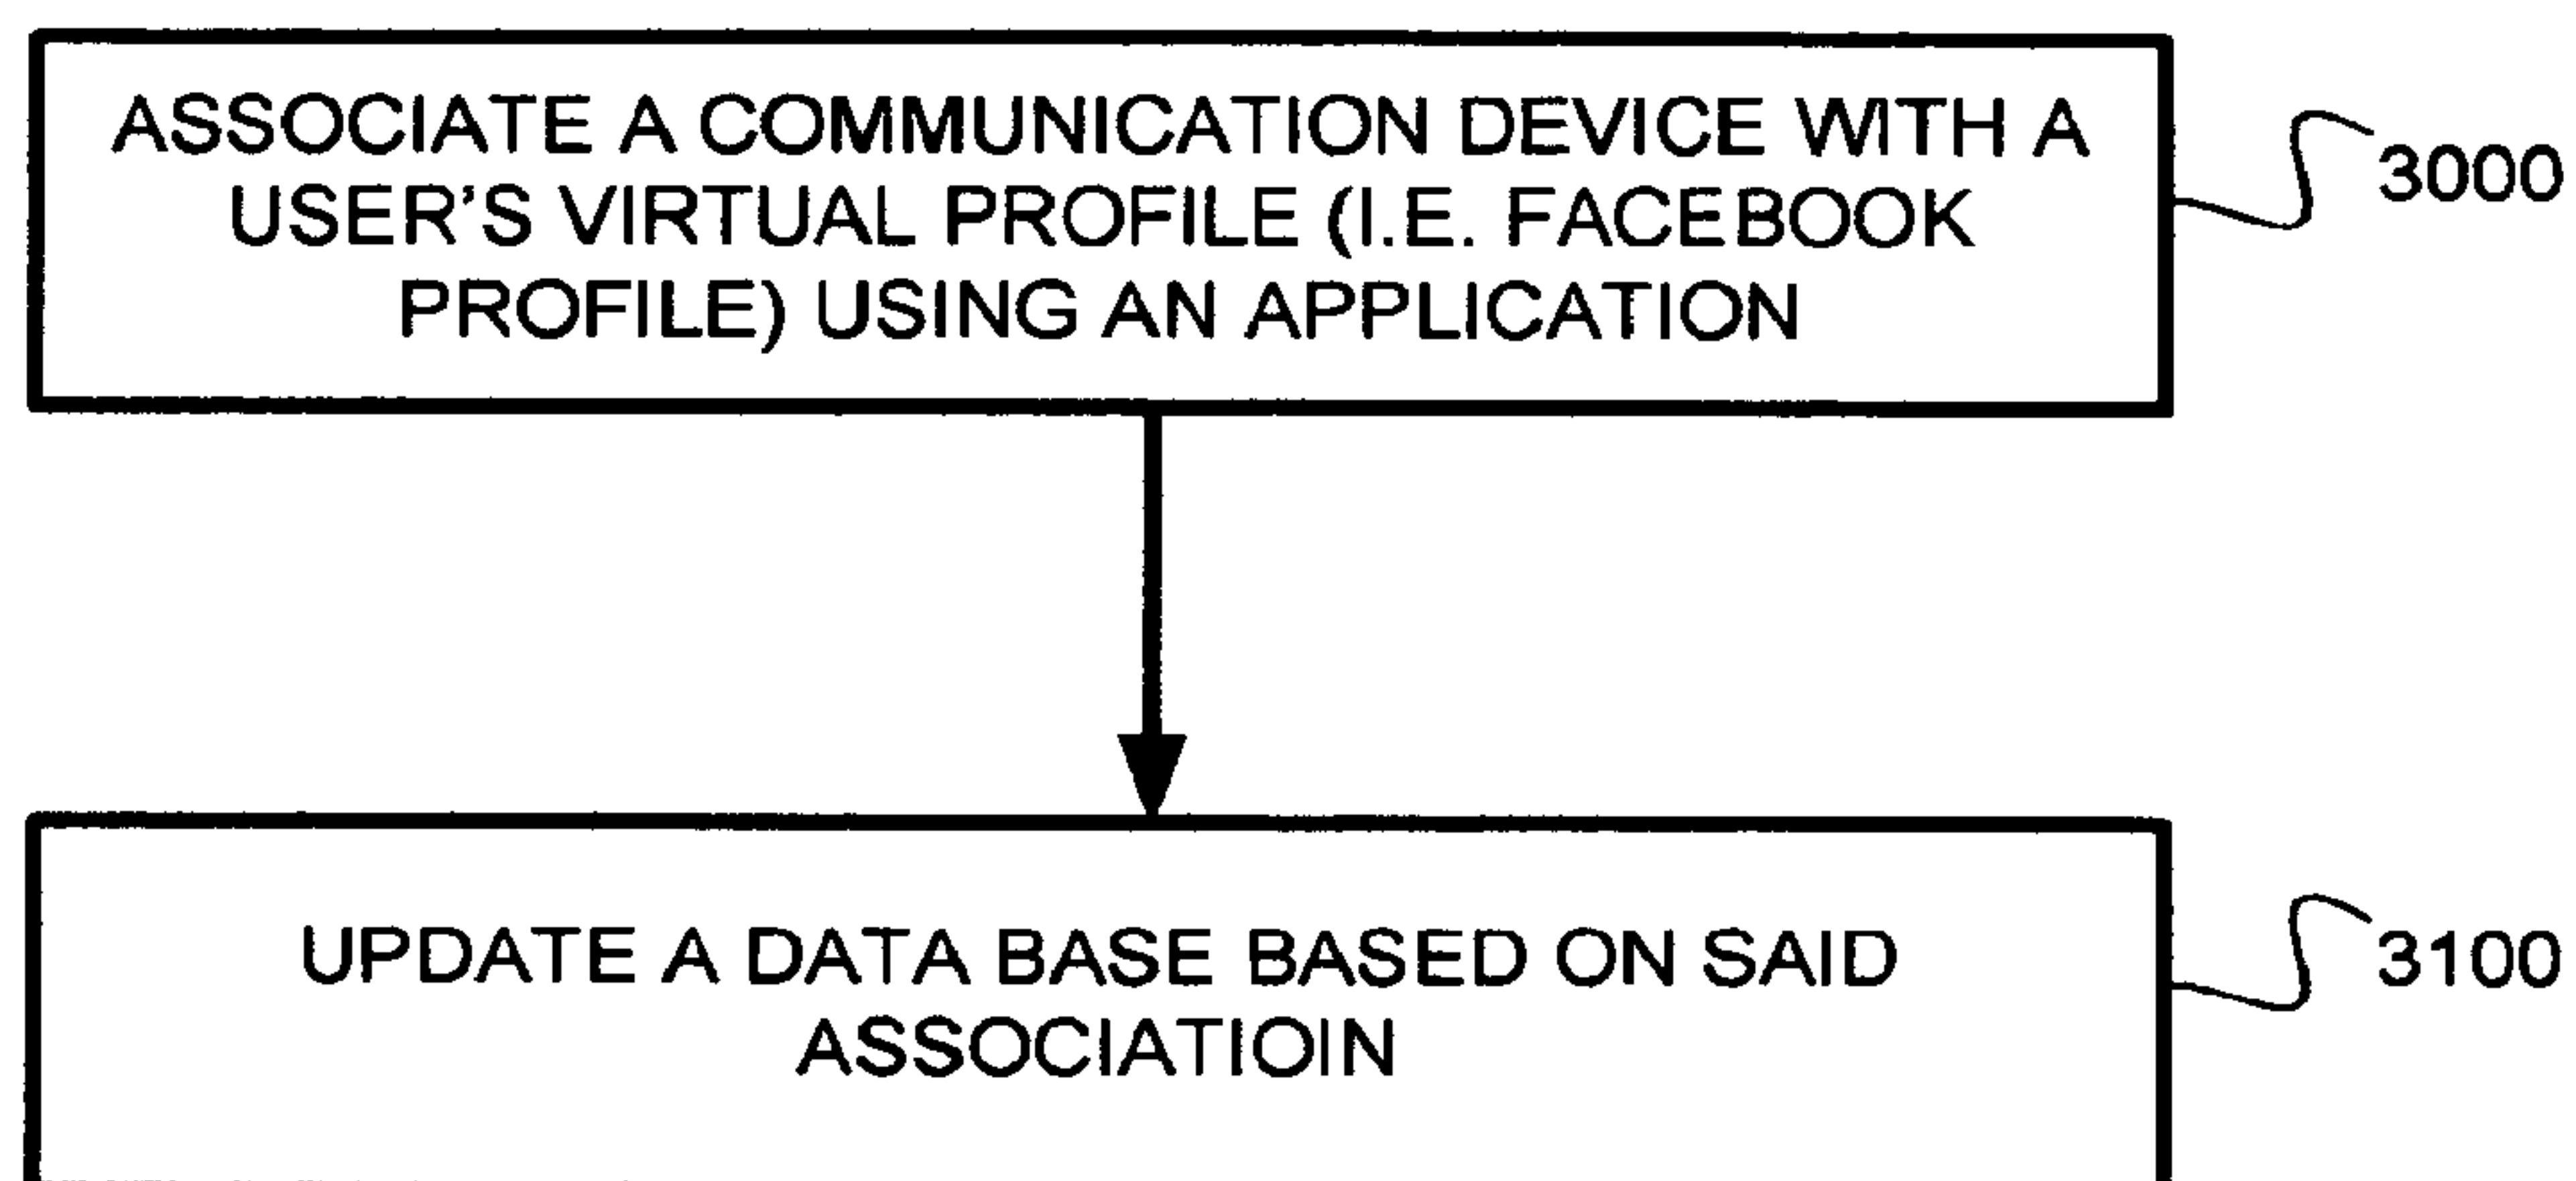 ASSOCIATE A COMMUNICATION DEVICE WITH A
USER'S VIRTUAL PROFILE (I.E. FACEBOOK
PROFILE) USING AN APPLICATION
3000
UPDATE A DATA BASE BASED ON SAID
ASSOCIATIOIN
3100